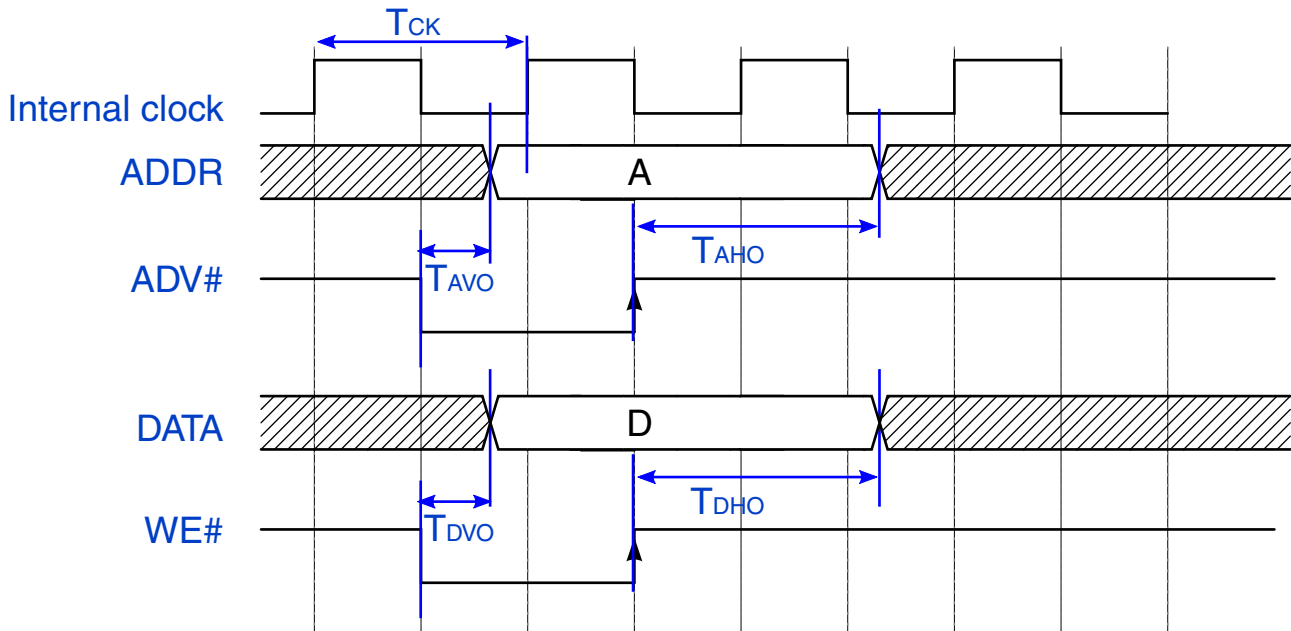 TCK
Internal clock
ADDR
A
TAHO
TAVO
ADV#
DATA
D
TDHO
TDVO
WE#